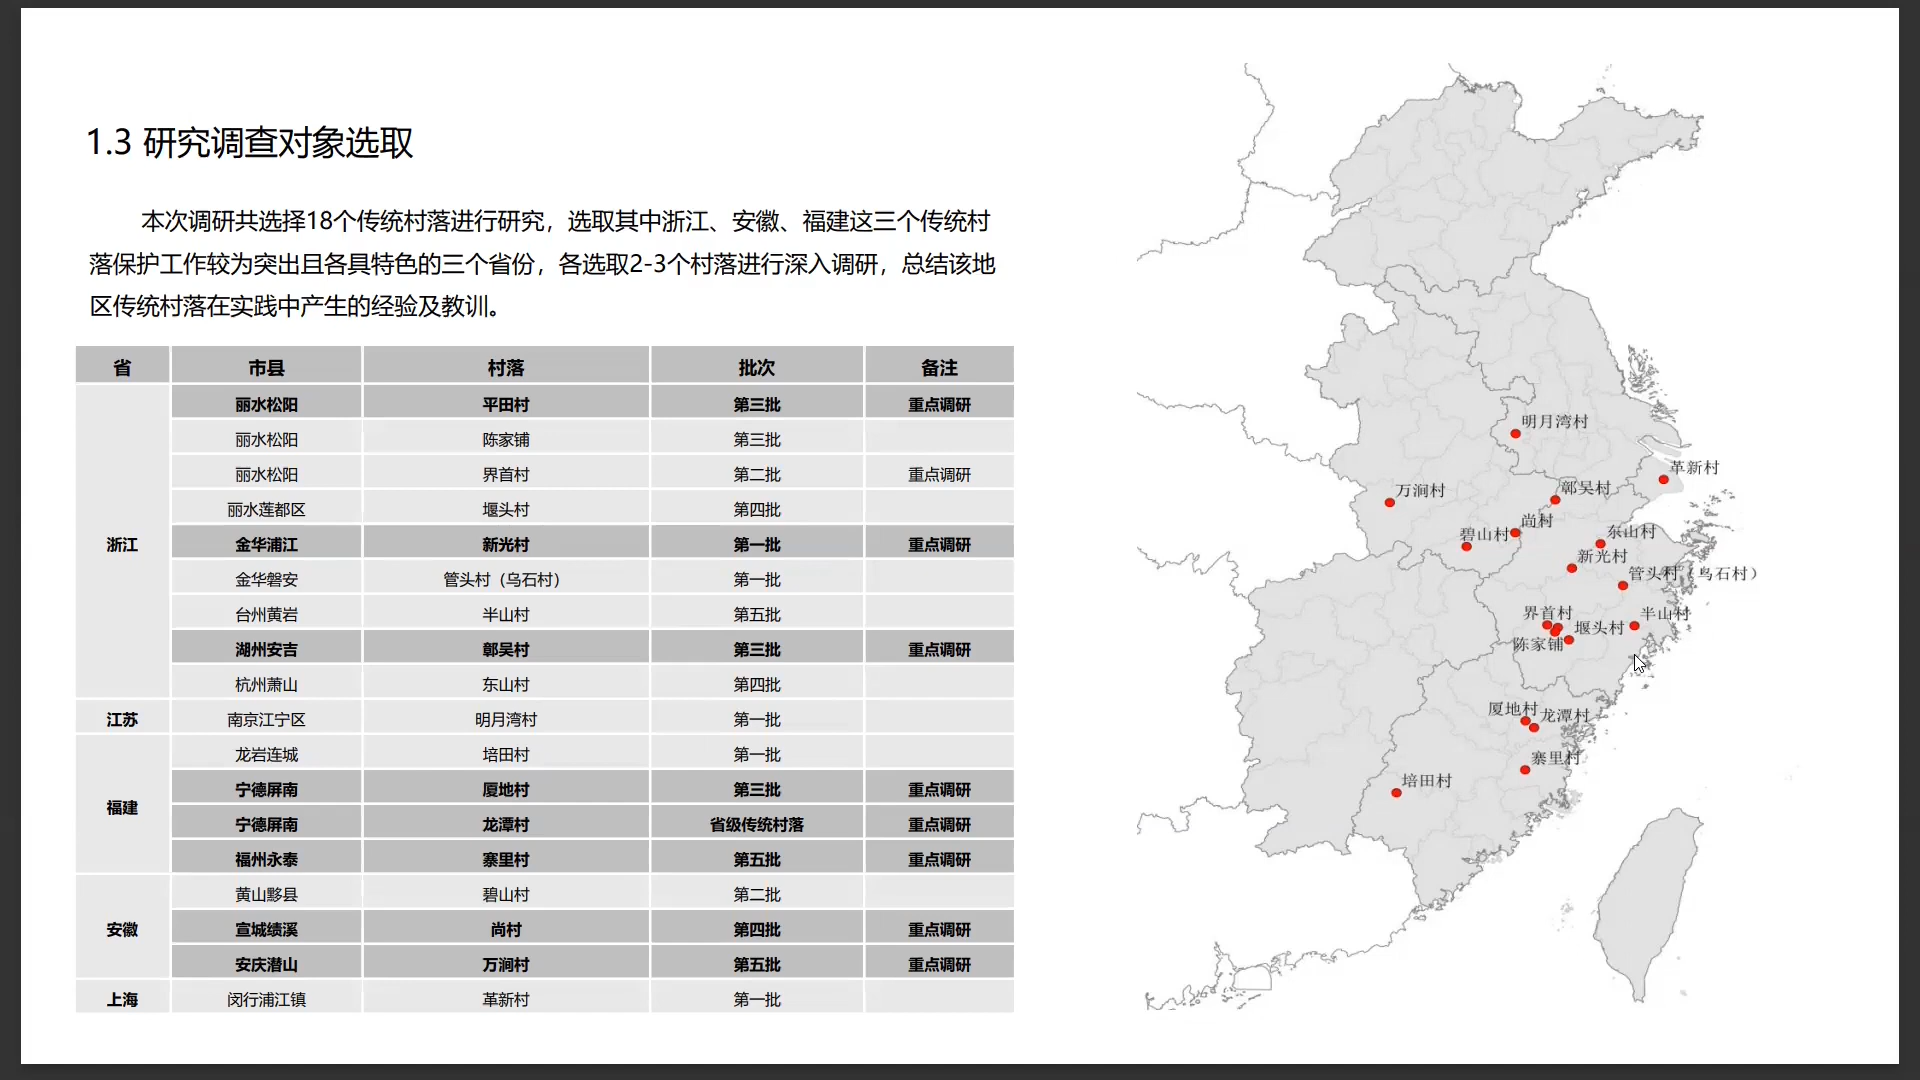 1.3 研究调查对象选取
本次调研共选择18个传统村落进行研究，选取其中浙江、安徽、福建这三个传统村
落保护工作较为突出且各具特色的三个省份，各选取2-3个村落进行深入调研，总结该地
区传统村落在实践中产生的经验及教训。
省 市县 村落 批次 备注
浙江
丽水松阳 平田村 第三批 重点调研
丽水松阳 陈家铺 第三批
丽水松阳 界首村 第二批 重点调研
丽水莲都区 堰头村 第四批
金华浦江 新光村 第一批 重点调研
金华磐安 管头村（乌石村） 第一批
台州黄岩 半山村 第五批
湖州安吉 鄣吴村 第三批 重点调研
杭州萧山 东山村 第四批
江苏 南京江宁区 明月湾村 第一批
福建
龙岩连城 培田村 第一批
宁德屏南 厦地村 第三批 重点调研
宁德屏南 龙潭村 省级传统村落 重点调研
福州永泰 寨里村 第五批 重点调研
安徽
黄山黟县 碧山村 第二批
宣城绩溪 尚村 第四批 重点调研
安庆潜山 万涧村 第五批 重点调研
上海 闵行浦江镇 革新村 第一批
明月湾村
革新村
万涧村
鄣吴村
尚村
碧山村
东山村
新光村
管头村（乌石村）
界首村
半山村
堰头村
陈家铺
厦地村
龙潭村
寨里村
培田村